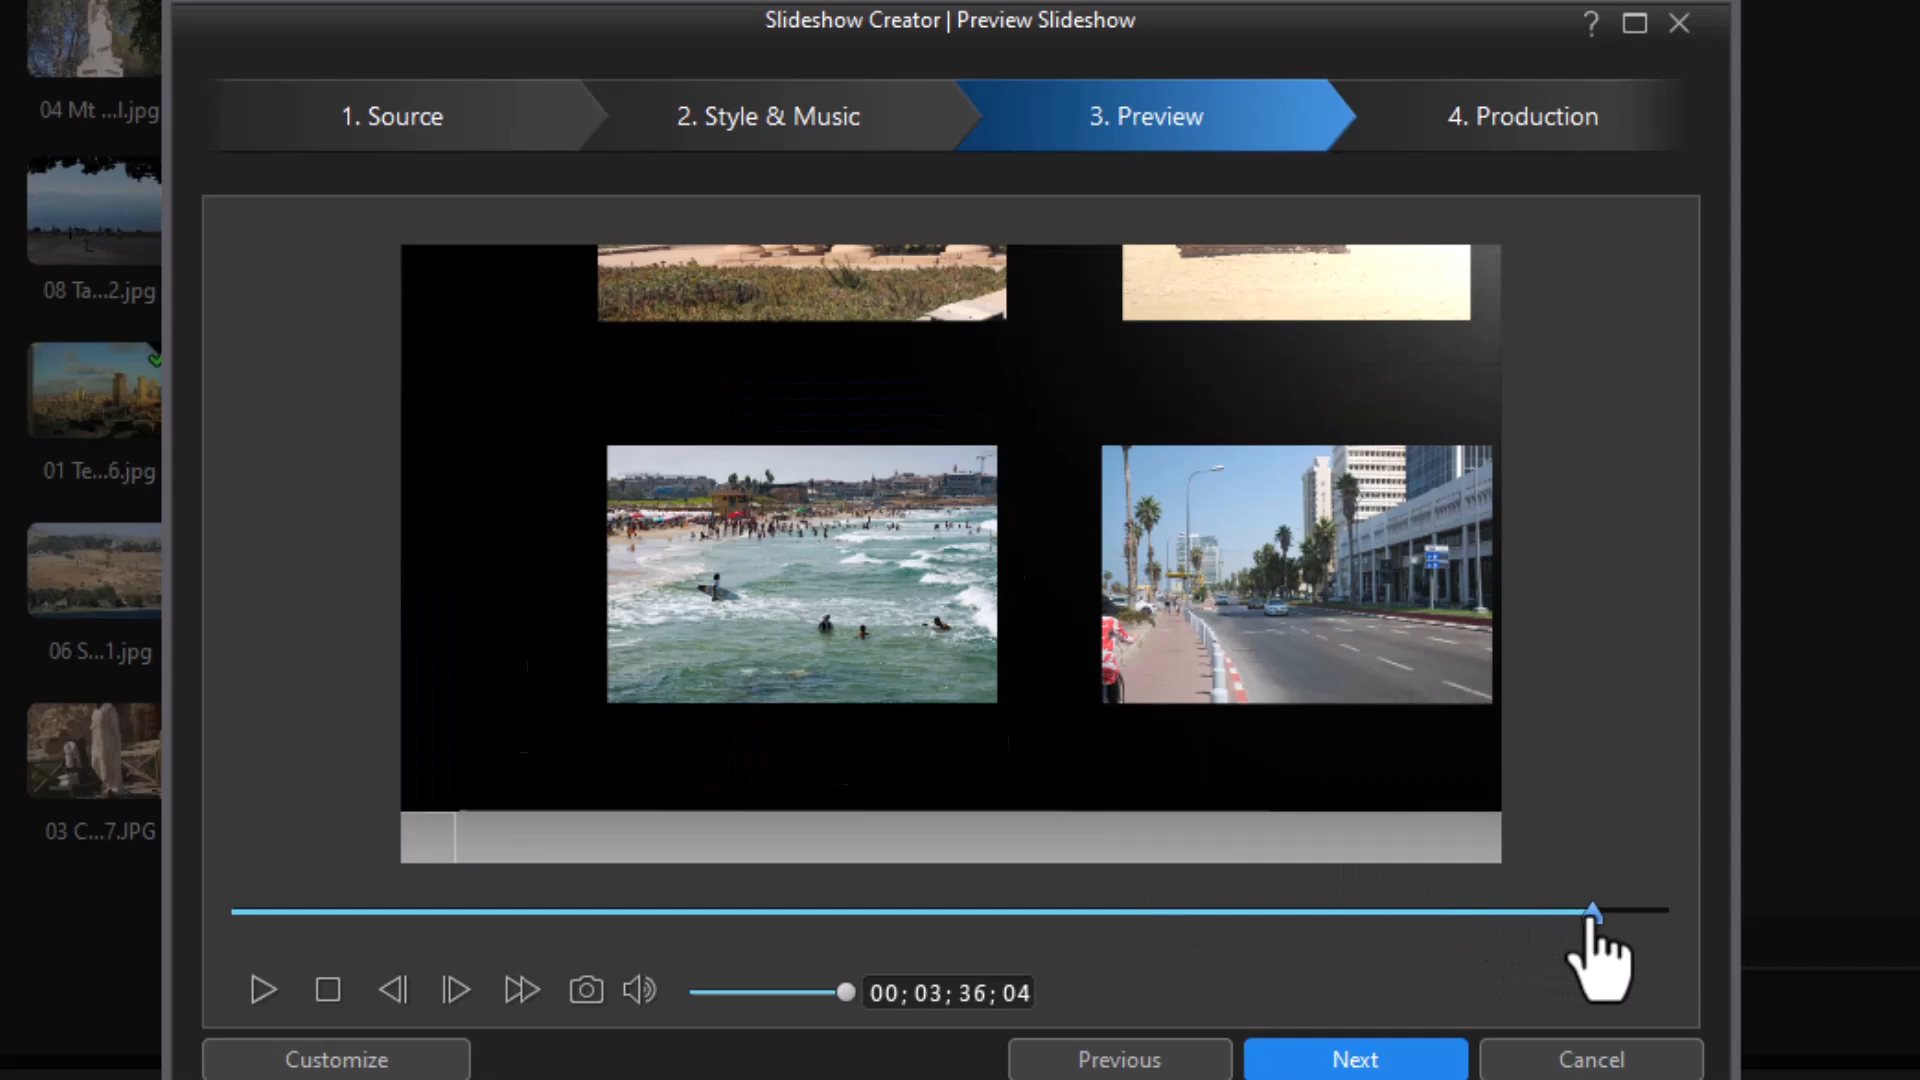 Slideshow Creator | Preview Slideshow
?
1. Source
2. Style & Music
3. Preview
4. Production
04 Mt ...l.jpg
08 Ta...2.jpg
01 Te...6.jpg
06 S...1.jpg
03 C...7.JPG
00; 03; 36; 04
Customize
Previous
Next
Cancel